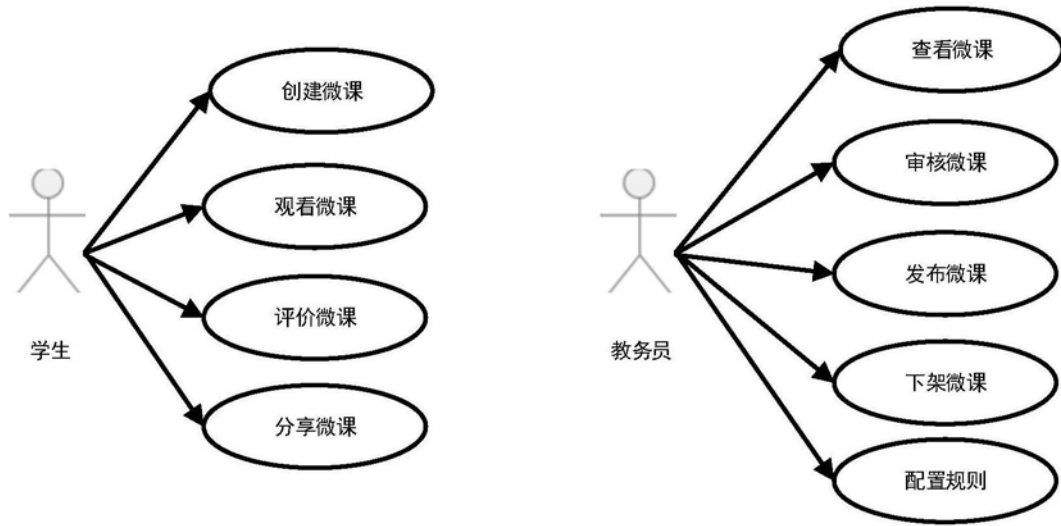 创建微课
观看微课
评价微课
分享微课
学生
查看微课
审核微课
发布微课
下架微课
配置规则
教务员